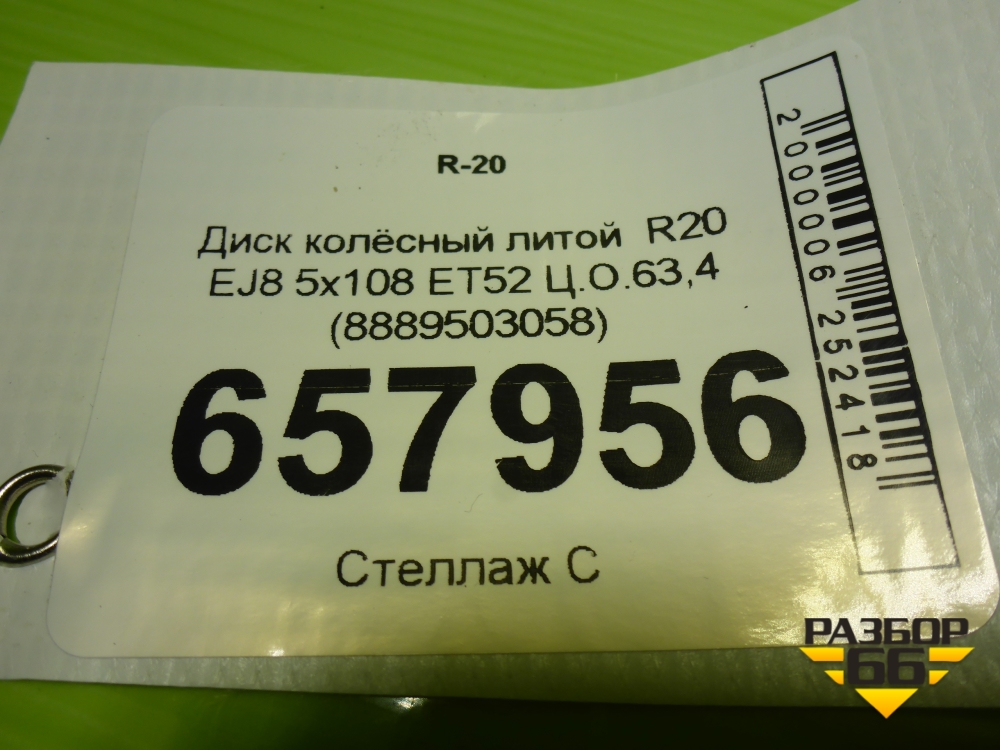 R-20
Диск колёсный литой R20
EJ8 5x108 ET52 Ц.О.63,4
(8889503058)
657956
Стеллаж С
2000006252418
РАЗБОР
66